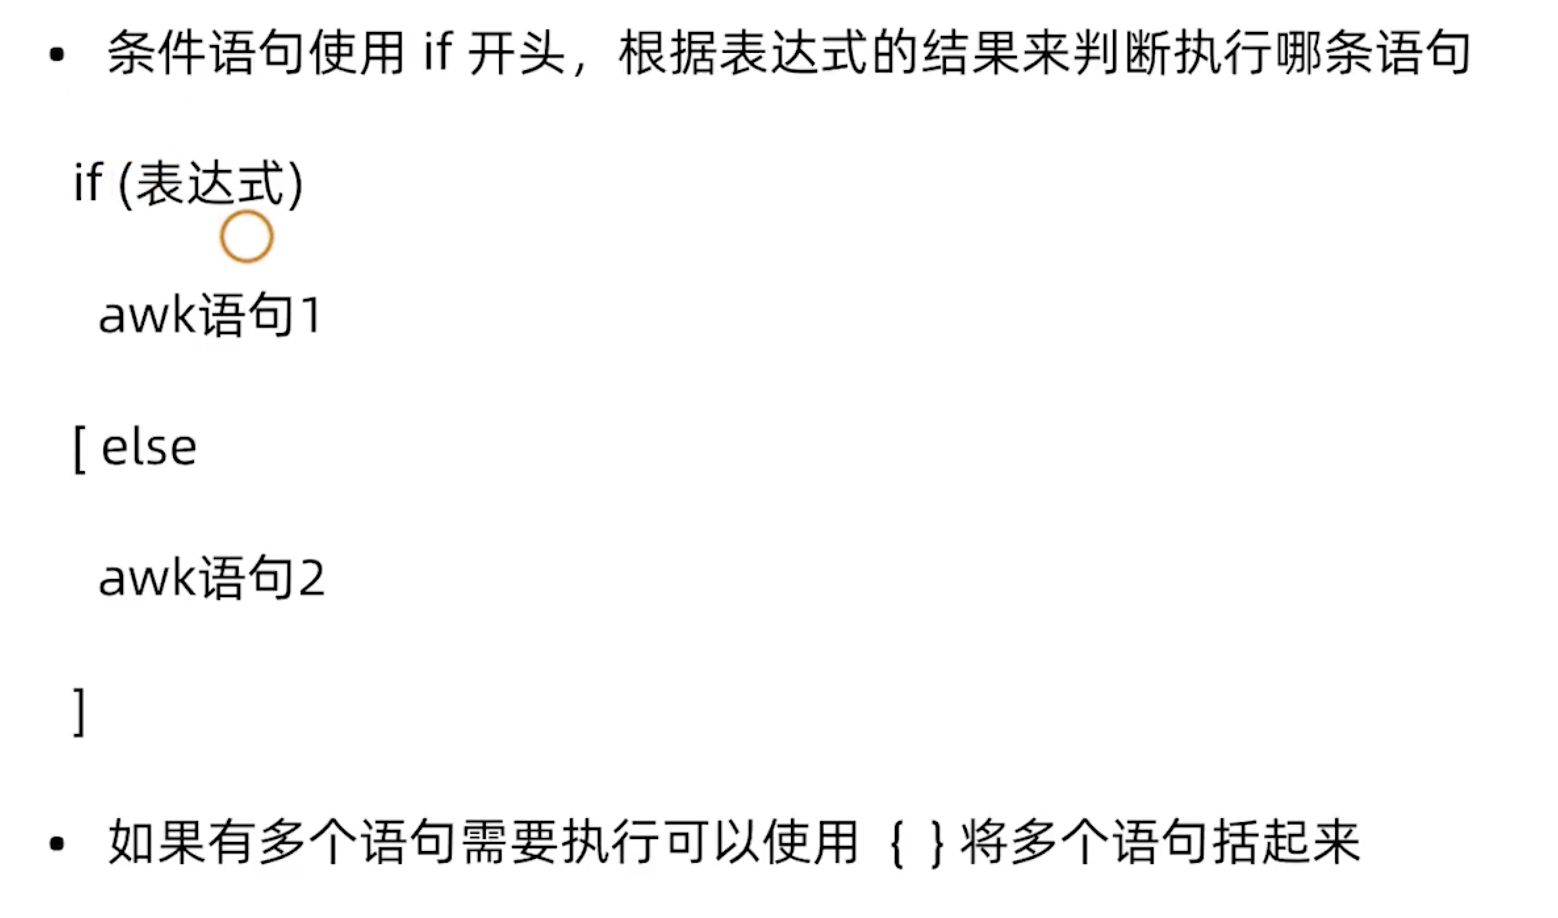 • 条件语句使用 if 开头，根据表达式的结果来判断执行哪条语句
if (表达式)
awk语句1
[ else
awk语句2
]
• 如果有多个语句需要执行可以使用 { } 将多个语句括起来